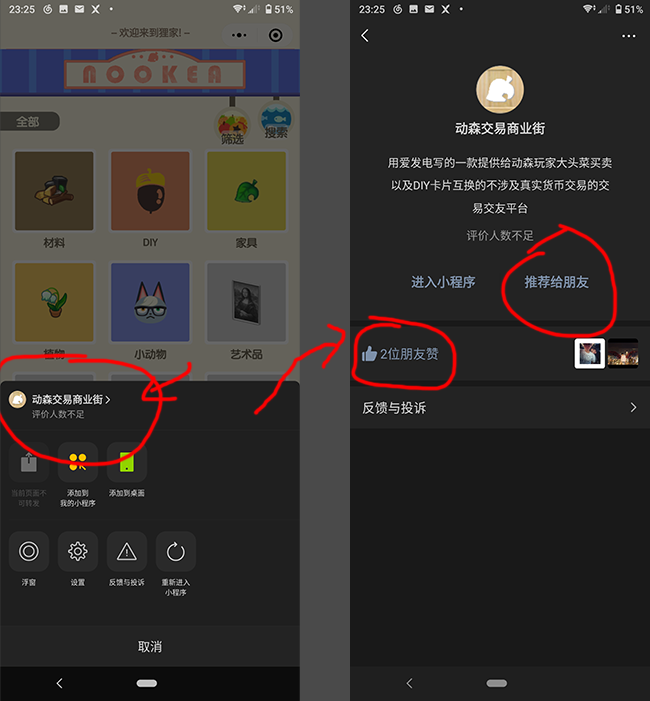 23:25
51%
– 欢迎来到狸家! –
NOOKEA
全部
筛选
搜索
材料
DIY
家具
植物
小动物
艺术品
动森交易商业街
评价人数不足
当前页面不
可转发
添加到
我的小程序
添加到桌面
浮窗
设置
反馈与投诉
重新进入
小程序
取消
23:25
51%
动森交易商业街
用爱发电写的一款提供给动森玩家大头菜买卖
以及DIY卡片互换的不涉及真实货币交易的交
易交友平台
评价人数不足
进入小程序
推荐给朋友
2位朋友赞
反馈与投诉